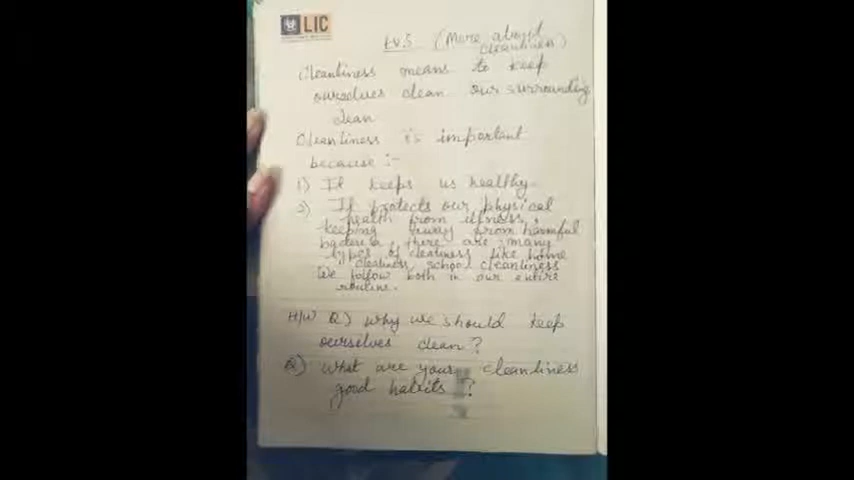 LIC
E.V.S (More about
cleanliness)
Cleanliness means to keep
ourselves clean our surrounding
clean
Cleanliness is important
because :-
1) It keeps us healthy.
2) It protects our physical
health from illness,
keeping away from harmful
bacteria, there are many
types of cleanliness like home
cleanliness school cleanliness
We follow both in our entire
routine.
H/W Q) Why we should keep
ourselves clean?
Q) What are your cleanliness
good habits ?